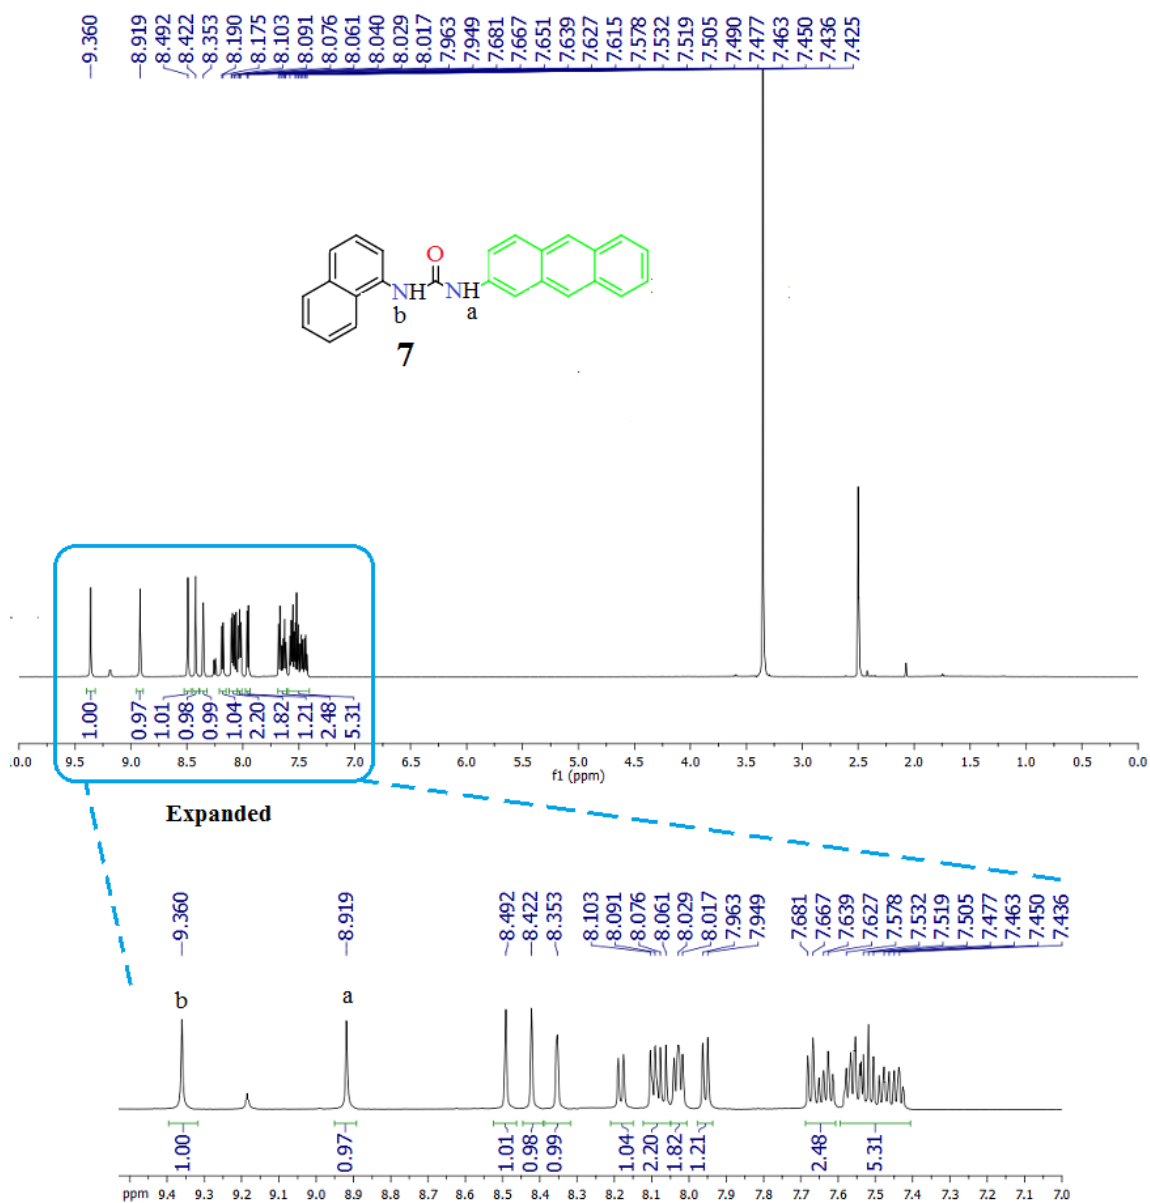 9.360 8.919 8.492 8.422 8.353 8.190 8.175 8.103 8.091 8.076 8.061 8.040 8.029 8.017 7.963 7.949 7.681 7.667 7.651 7.639 7.627 7.615 7.578 7.532 7.519 7.505 7.490 7.477 7.463 7.450 7.436 7.425
O
NH NH
b a
7
1.00 0.97 1.01 0.98 0.99 1.04 2.20 1.82 1.21 2.48 5.31
0.0 9.5 9.0 8.5 8.0 7.5 7.0 6.5 6.0 5.5 5.0 4.5 4.0 3.5 3.0 2.5 2.0 1.5 1.0 0.5 0.0
f1 (ppm)
Expanded
9.360 8.919 8.492 8.422 8.353 8.103 8.091 8.076 8.061 8.029 8.017 7.963 7.949 7.681 7.667 7.639 7.627 7.578 7.532 7.519 7.505 7.477 7.463 7.450 7.436
b a
1.00 0.97 1.01 0.98 0.99 1.04 2.20 1.82 1.21 2.48 5.31
ppm 9.4 9.3 9.2 9.1 9.0 8.9 8.8 8.7 8.6 8.5 8.4 8.3 8.2 8.1 8.0 7.9 7.8 7.7 7.6 7.5 7.4 7.3 7.2 7.1 7.0